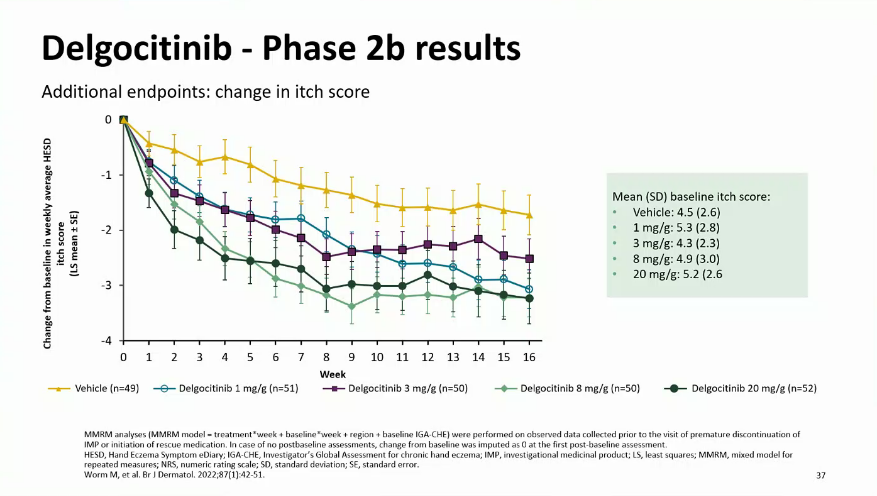 Delgocitinib - Phase 2b results
Additional endpoints: change in itch score
Change from baseline in weekly average HESD
itch score
(LS mean ± SE)
0
-1
-2
-3
-4
0 1 2 3 4 5 6 7 8 9 10 11 12 13 14 15 16
Week
Vehicle (n=49) Delgocitinib 1 mg/g (n=51) Delgocitinib 3 mg/g (n=50) Delgocitinib 8 mg/g (n=50) Delgocitinib 20 mg/g (n=52)
Mean (SD) baseline itch score:
• Vehicle: 4.5 (2.6)
• 1 mg/g: 5.3 (2.8)
• 3 mg/g: 4.3 (2.3)
• 8 mg/g: 4.9 (3.0)
• 20 mg/g: 5.2 (2.6
MMRM analyses (MMRM model = treatment*week + baseline*week + region + baseline IGA-CHE) were performed on observed data collected prior to the visit of premature discontinuation of
IMP or initiation of rescue medication. In case of no postbaseline assessments, change from baseline was imputed as 0 at the first post-baseline assessment.
HESD, Hand Eczema Symptom eDiary; IGA-CHE, Investigator's Global Assessment for chronic hand eczema; IMP, investigational medicinal product; LS, least squares; MMRM, mixed model for
repeated measures; NRS, numeric rating scale; SD, standard deviation; SE, standard error.
Worm M, et al. Br J Dermatol. 2022;87(1):42-51.
37